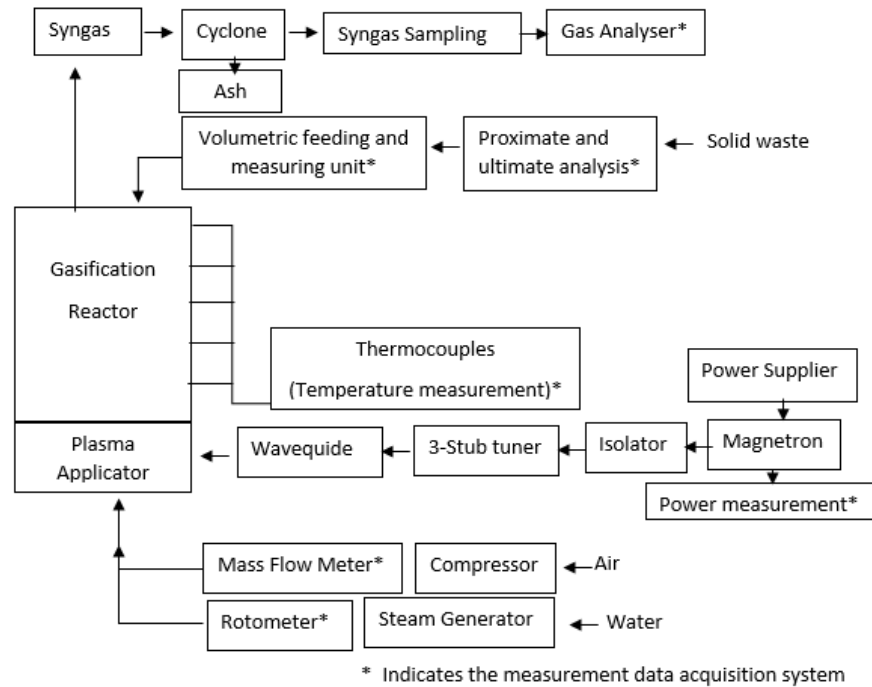 Syngas
Cyclone
Syngas Sampling
Gas Analyser*
Ash
Volumetric feeding and
measuring unit*
Proximate and
ultimate analysis*
Solid waste
Gasification
Reactor
Thermocouples
(Temperature measurement)*
Power Supplier
Plasma
Applicator
Wavequide
3-Stub tuner
Isolator
Magnetron
Power measurement*
Mass Flow Meter*
Compressor
Air
Rotometer*
Steam Generator
Water
* Indicates the measurement data acquisition system